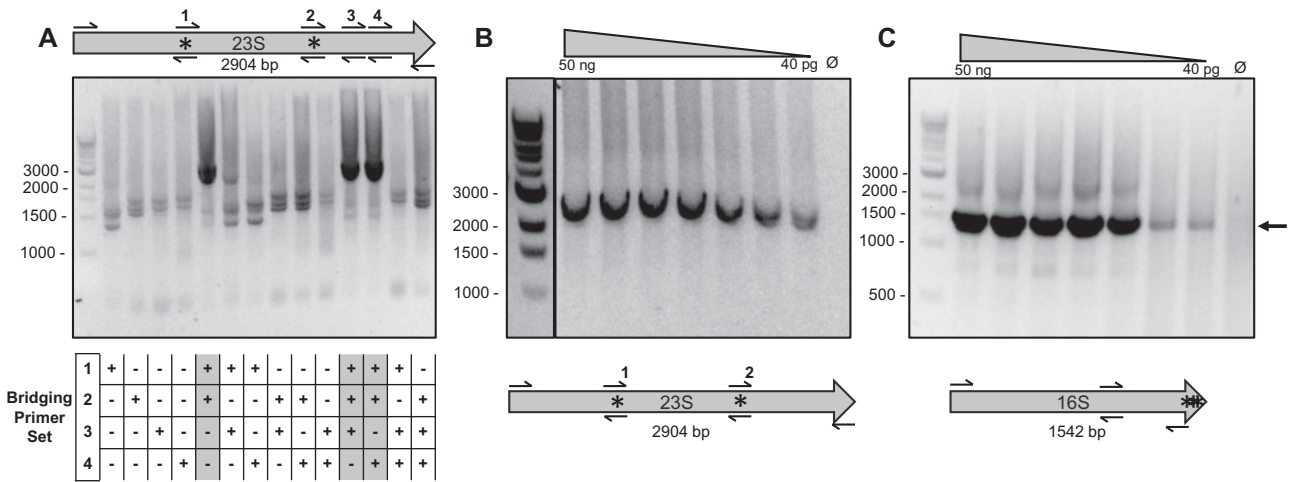 A
1 2 3 4
* 23S *
2904 bp
3000 -
2000 -
1500 -
1000 -
Bridging
Primer
Set
1 + - - - + + + - - - + + + -
2 - + - - + - - + + - + + - +
3 - - + - - + - + - + + - + +
4 - - - + - - + - + + - + + +
B
50 ng 40 pg Ø
3000 -
2000 -
1500 -
1000 -
1 2
* 23S *
2904 bp
C
50 ng 40 pg Ø
3000 -
2000 -
1500 -
1000 -
500 -
16S **
1542 bp